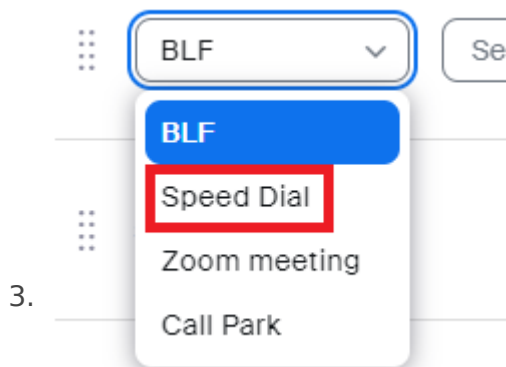 BLF
Se
BLF
Speed Dial
Zoom meeting
3.
Call Park